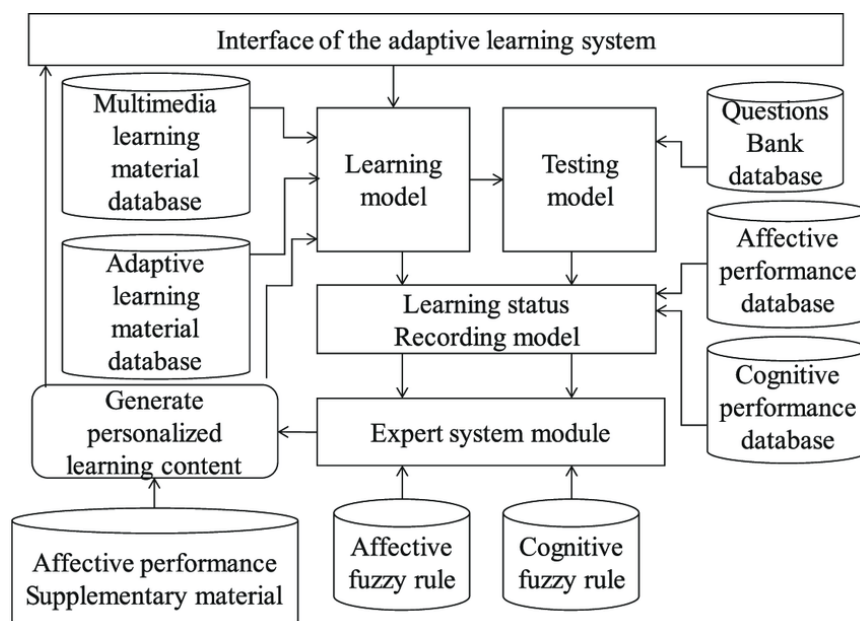 Interface of the adaptive learning system
Multimedia
learning
material
database
Learning
model
Testing
model
Questions
Bank
database
Adaptive
learning
material
database
Affective
performance
database
Learning status
Recording model
Cognitive
performance
database
Generate
personalized
learning content
Expert system module
Affective performance
Supplementary material
Affective
fuzzy rule
Cognitive
fuzzy rule